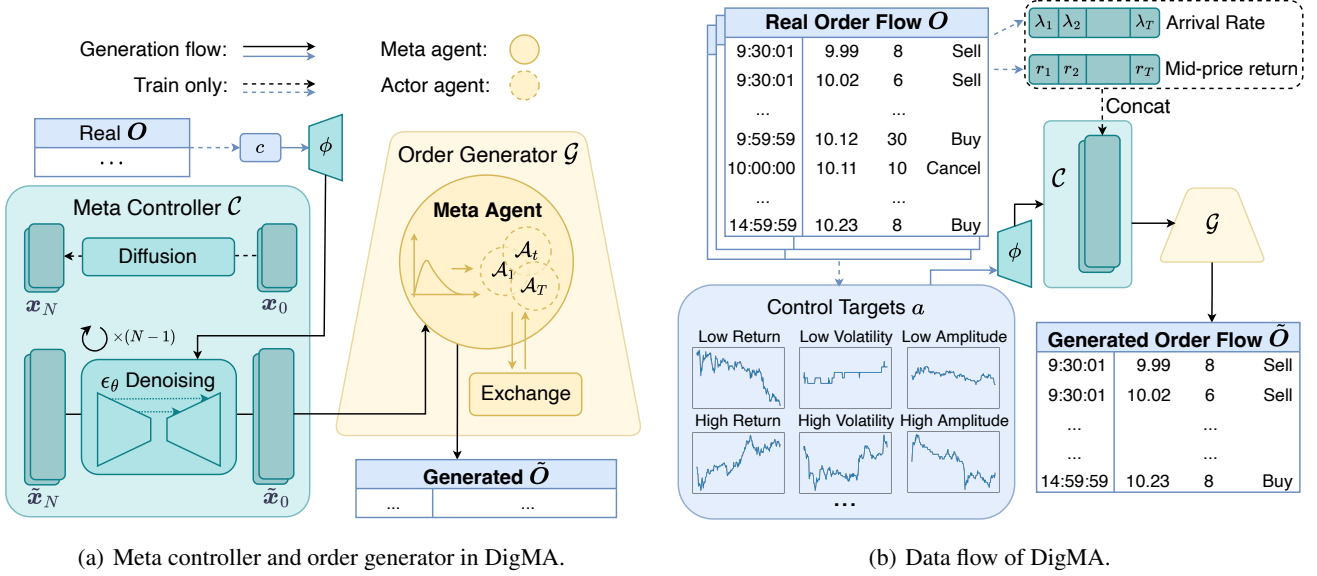 Generation flow:
Train only:
Meta agent:
Actor agent:
Real O
...
c
ϕ
Meta Controller C
Diffusion
x_N
x_0
×(N − 1)
ϵ_θ Denoising
x̃_N
x̃_0
Order Generator G
Meta Agent
A_1
A_t
A_T
Exchange
Generated Õ
... ...
(a) Meta controller and order generator in DigMA.
Real Order Flow O
9:30:01 9.99 8 Sell
9:30:01 10.02 6 Sell
... ... ...
9:59:59 10.12 30 Buy
10:00:00 10.11 10 Cancel
... ... ...
14:59:59 10.23 8 Buy
λ_1 λ_2 λ_T Arrival Rate
r_1 r_2 r_T Mid-price return
Concat
C
ϕ
G
Control Targets a
Low Return Low Volatility Low Amplitude
High Return High Volatility High Amplitude
...
Generated Order Flow Õ
9:30:01 9.99 8 Sell
9:30:01 10.02 6 Sell
... ... ...
... ... ...
14:59:59 10.23 8 Buy
(b) Data flow of DigMA.